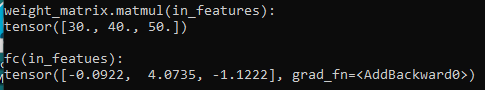 weight_matrix.matmul(in_features):
tensor([30., 40., 50.])
fc(in_featues):
tensor([-0.0922,  4.0735, -1.1222], grad_fn=<AddBackward0>)